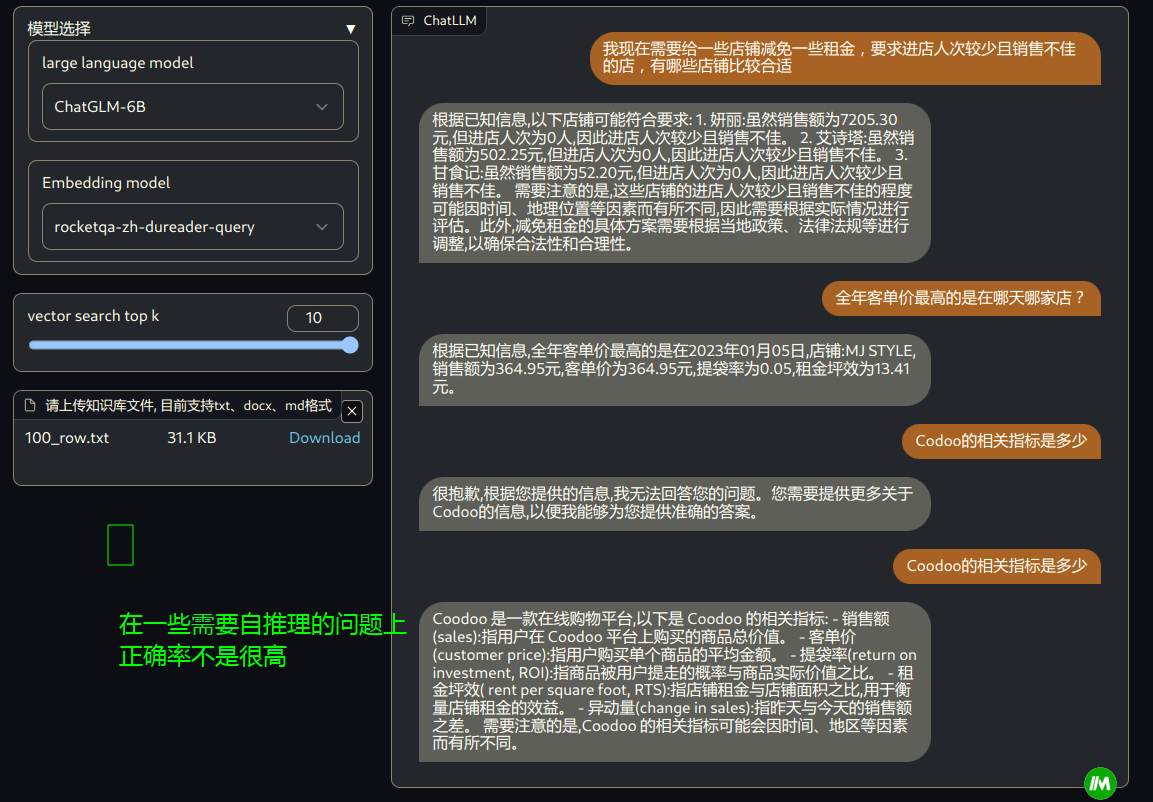 模型选择
large language model
ChatGLM-6B
Embedding model
rocketqa-zh-dureader-query
vector search top k
10
请上传知识库文件, 目前支持txt、docx、md格式
100_row.txt 31.1 KB Download
在一些需要自推理的问题上
正确率不是很高
ChatLLM
我现在需要给一些店铺减免一些租金，要求进店人次较少且销售不佳
的店，有哪些店铺比较合适
根据已知信息,以下店铺可能符合要求: 1. 妍丽:虽然销售额为7205.30
元,但进店人次为0人,因此进店人次较少且销售不佳。 2. 艾诗塔:虽然销
售额为502.25元,但进店人次为0人,因此进店人次较少且销售不佳。 3.
甘食记:虽然销售额为52.20元,但进店人次为0人,因此进店人次较少且
销售不佳。 需要注意的是,这些店铺的进店人次较少且销售不佳的程度
可能因时间、地理位置等因素而有所不同,因此需要根据实际情况进行
评估。此外,减免租金的具体方案需要根据当地政策、法律法规等进行
调整,以确保合法性和合理性。
全年客单价最高的是在哪天哪家店？
根据已知信息,全年客单价最高的是在2023年01月05日,店铺:MJ STYLE,
销售额为364.95元,客单价为364.95元,提袋率为0.05,租金坪效为13.41
元。
Codoo的相关指标是多少
很抱歉,根据您提供的信息,我无法回答您的问题。您需要提供更多关于
Codoo的信息,以便我能够为您提供准确的答案。
Coodoo的相关指标是多少
Coodoo 是一款在线购物平台,以下是 Coodoo 的相关指标: - 销售额
(sales):指用户在 Coodoo 平台上购买的商品总价值。 - 客单价
(customer price):指用户购买单个商品的平均金额。 - 提袋率(return on
investment, ROI):指商品被用户提走的概率与商品实际价值之比。 - 租
金坪效( rent per square foot, RTS):指店铺租金与店铺面积之比,用于衡
量店铺租金的效益。 - 异动量(change in sales):指昨天与今天的销售额
之差。 需要注意的是,Coodoo 的相关指标可能会因时间、地区等因素
而有所不同。